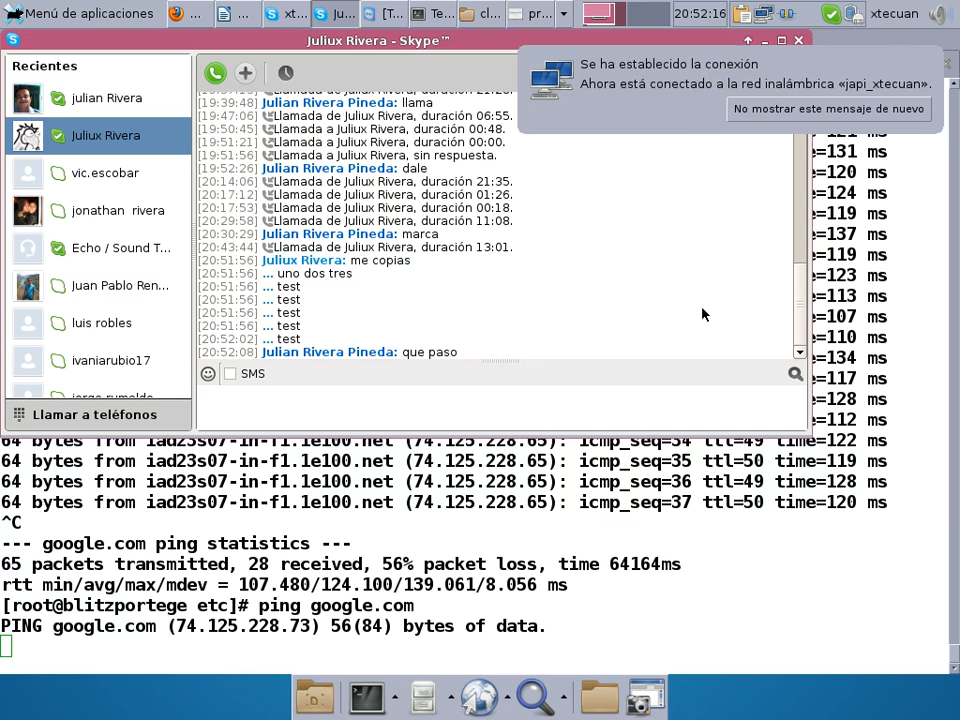 Menú de aplicaciones
...
...
xt...
Ju...
[T...
Te...
cl...
pr...
20:52:16
xtecuan
Juliux Rivera - Skype™
Se ha establecido la conexión
Ahora está conectado a la red inalámbrica «japi_xtecuan».
No mostrar este mensaje de nuevo
Recientes
julian Rivera
Juliux Rivera
vic.escobar
jonathan rivera
Echo / Sound T...
Juan Pablo Ren...
luis robles
ivaniarubio17
Llamar a teléfonos
[19:39:48] Julian Rivera Pineda: llama
[19:47:06] Llamada de Juliux Rivera, duración 06:55.
[19:50:45] Llamada a Juliux Rivera, duración 00:48.
[19:51:21] Llamada a Juliux Rivera, duración 00:00.
[19:51:56] Llamada a Juliux Rivera, sin respuesta.
[19:52:26] Julian Rivera Pineda: dale
[20:14:06] Llamada de Juliux Rivera, duración 21:35.
[20:17:12] Llamada de Juliux Rivera, duración 01:26.
[20:17:53] Llamada de Juliux Rivera, duración 00:18.
[20:29:58] Llamada de Juliux Rivera, duración 11:08.
[20:30:29] Julian Rivera Pineda: marca
[20:43:44] Llamada de Juliux Rivera, duración 13:01.
[20:51:56] Juliux Rivera: me copias
[20:51:56] ... uno dos tres
[20:51:56] ... test
[20:51:56] ... test
[20:51:56] ... test
[20:51:56] ... test
[20:52:02] ... test
[20:52:08] Julian Rivera Pineda: que paso
SMS
=131 ms
=120 ms
=124 ms
=119 ms
=137 ms
=119 ms
=123 ms
=113 ms
=107 ms
=110 ms
=134 ms
=117 ms
=128 ms
=112 ms
64 bytes from iad23s07-in-f1.1e100.net (74.125.228.65): icmp_seq=34 ttl=49 time=122 ms
64 bytes from iad23s07-in-f1.1e100.net (74.125.228.65): icmp_seq=35 ttl=50 time=119 ms
64 bytes from iad23s07-in-f1.1e100.net (74.125.228.65): icmp_seq=36 ttl=49 time=128 ms
64 bytes from iad23s07-in-f1.1e100.net (74.125.228.65): icmp_seq=37 ttl=50 time=120 ms
^C
--- google.com ping statistics ---
65 packets transmitted, 28 received, 56% packet loss, time 64164ms
rtt min/avg/max/mdev = 107.480/124.100/139.061/8.056 ms
[root@blitzportege etc]# ping google.com
PING google.com (74.125.228.73) 56(84) bytes of data.